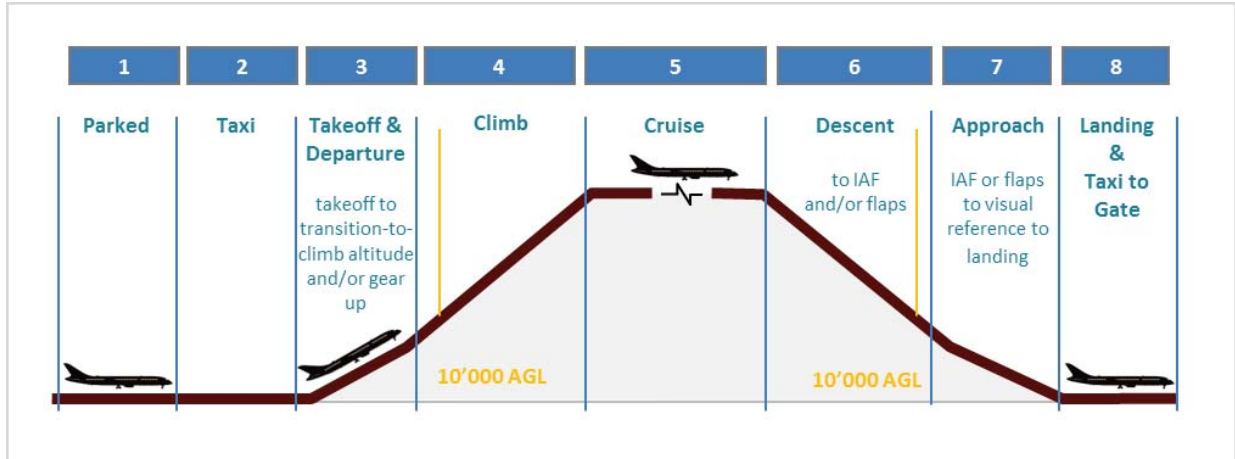 1
2
3
4
5
6
7
8
Parked
Taxi
Takeoff &
Departure
takeoff to
transition-to-
climb altitude
and/or gear
up
Climb
Cruise
Descent
to IAF
and/or flaps
Approach
IAF or flaps
to visual
reference to
landing
Landing
&
Taxi to
Gate
10’000 AGL
10’000 AGL